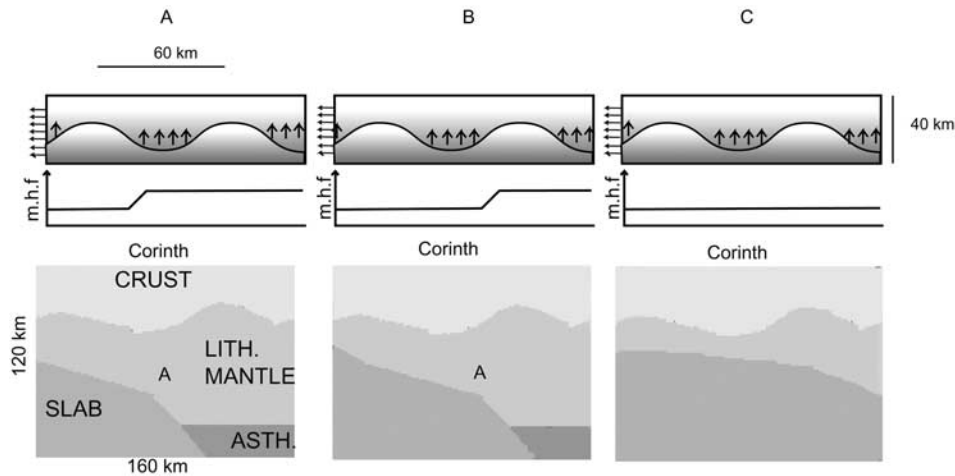 A
B
C
60 km
40 km
m.h.f
m.h.f
m.h.f
Corinth
Corinth
Corinth
CRUST
120 km
LITH.
MANTLE
A
A
SLAB
ASTH.
160 km